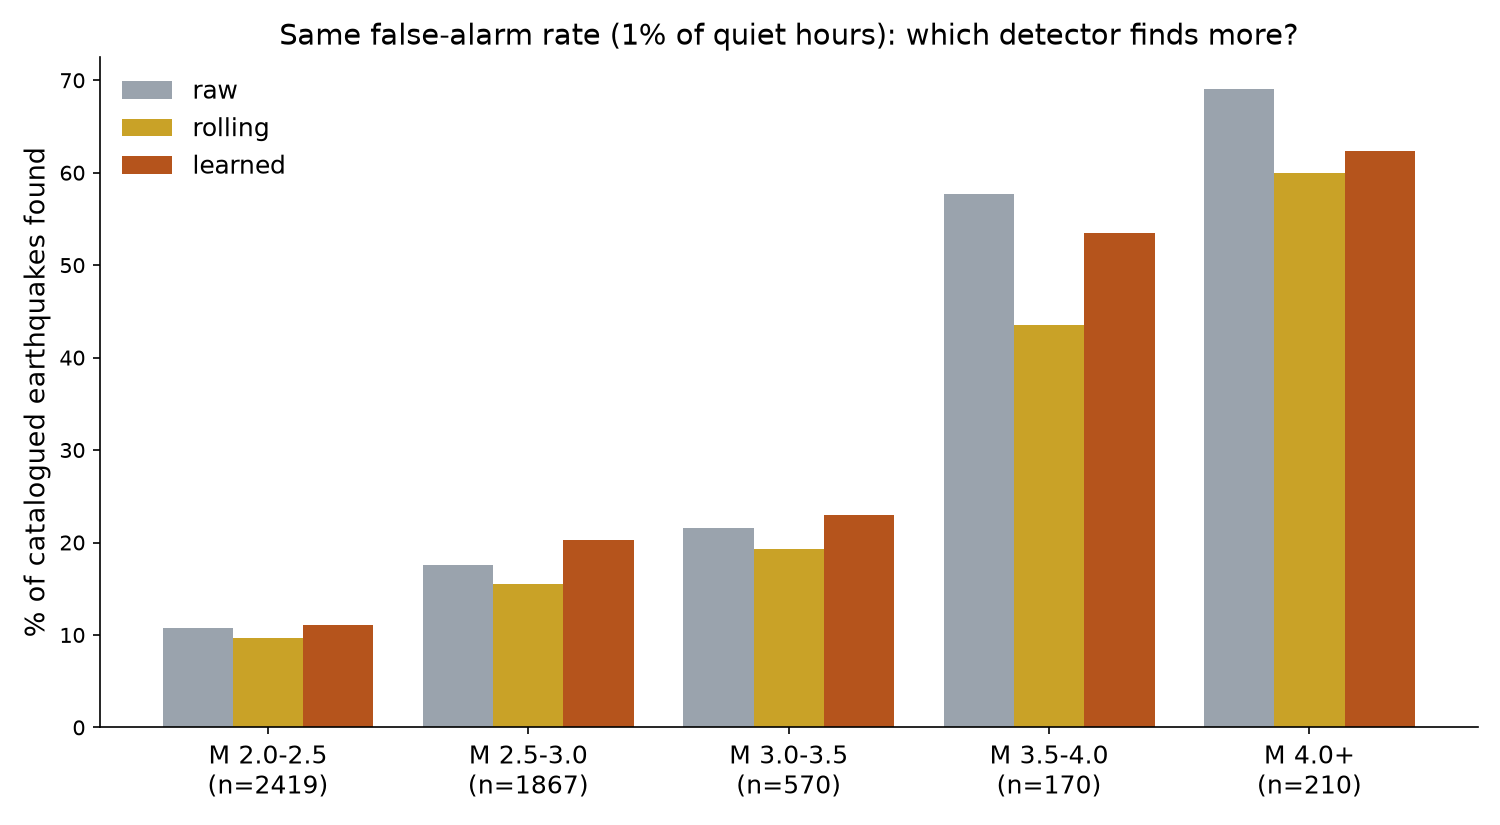 Same false-alarm rate (1% of quiet hours): which detector finds more?
raw
rolling
learned
% of catalogued earthquakes found
70
60
50
40
30
20
10
0
M 2.0-2.5
(n=2419)
M 2.5-3.0
(n=1867)
M 3.0-3.5
(n=570)
M 3.5-4.0
(n=170)
M 4.0+
(n=210)